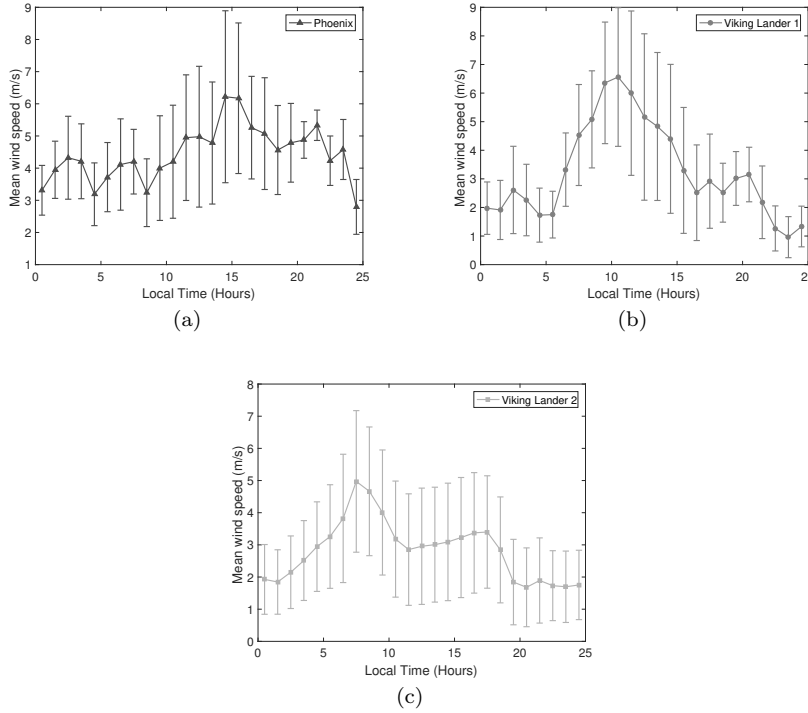 9
8
7
6
5
4
3
2
1
0 5 10 15 20 25
Mean wind speed (m/s)
Local Time (Hours)
Phoenix
(a)
9
8
7
6
5
4
3
2
1
0
0 5 10 15 20 2
Mean wind speed (m/s)
Local Time (Hours)
Viking Lander 1
(b)
8
7
6
5
4
3
2
1
0
0 5 10 15 20 25
Mean wind speed (m/s)
Local Time (Hours)
Viking Lander 2
(c)